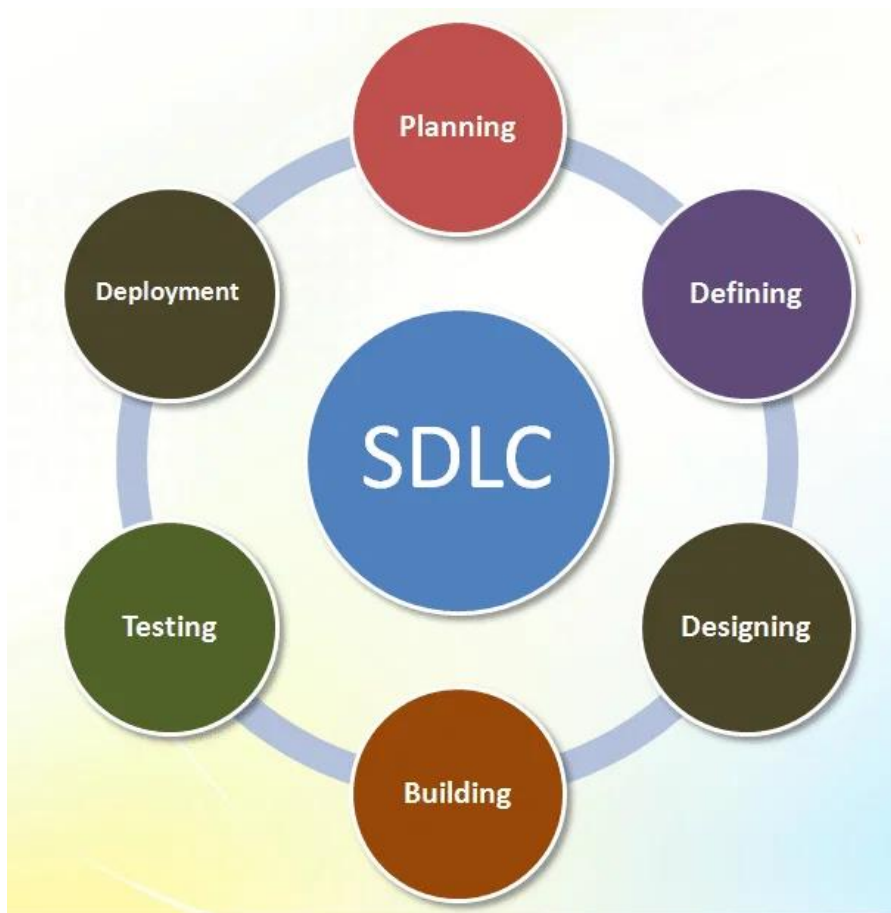 Planning
Defining
Designing
Building
Testing
Deployment
SDLC